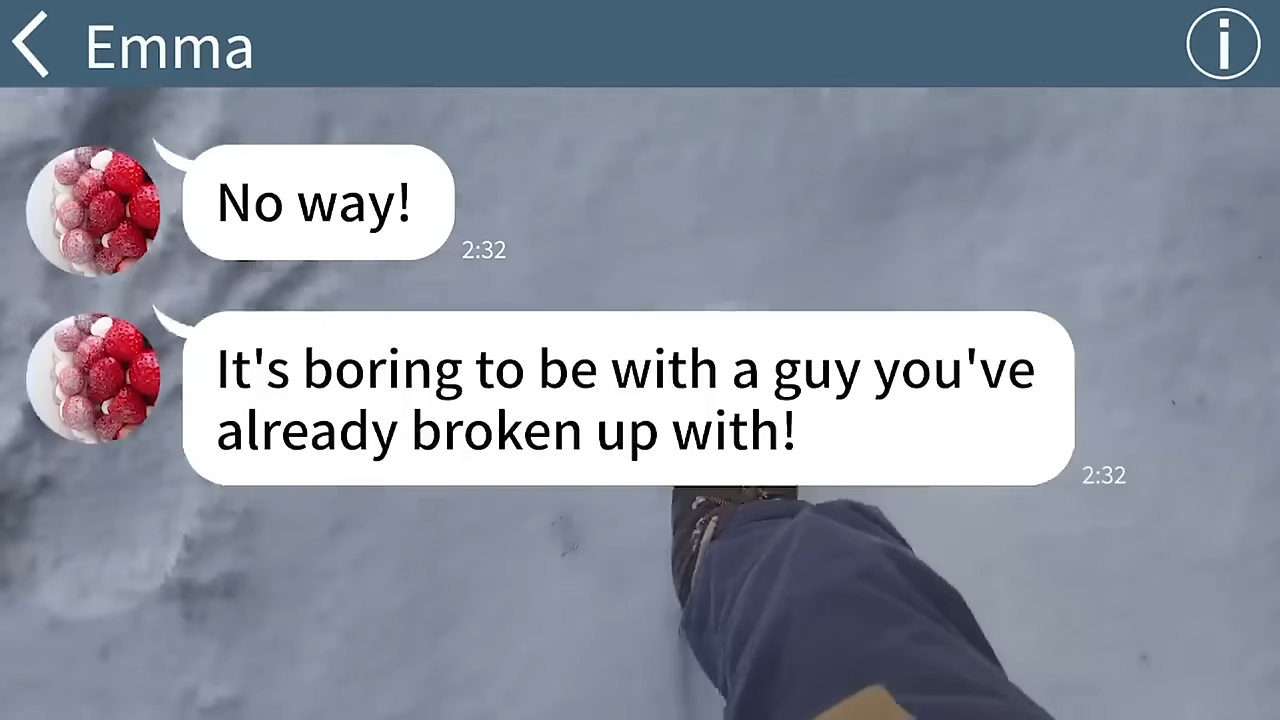 Emma
No way!
2:32
It's boring to be with a guy you've
already broken up with!
2:32